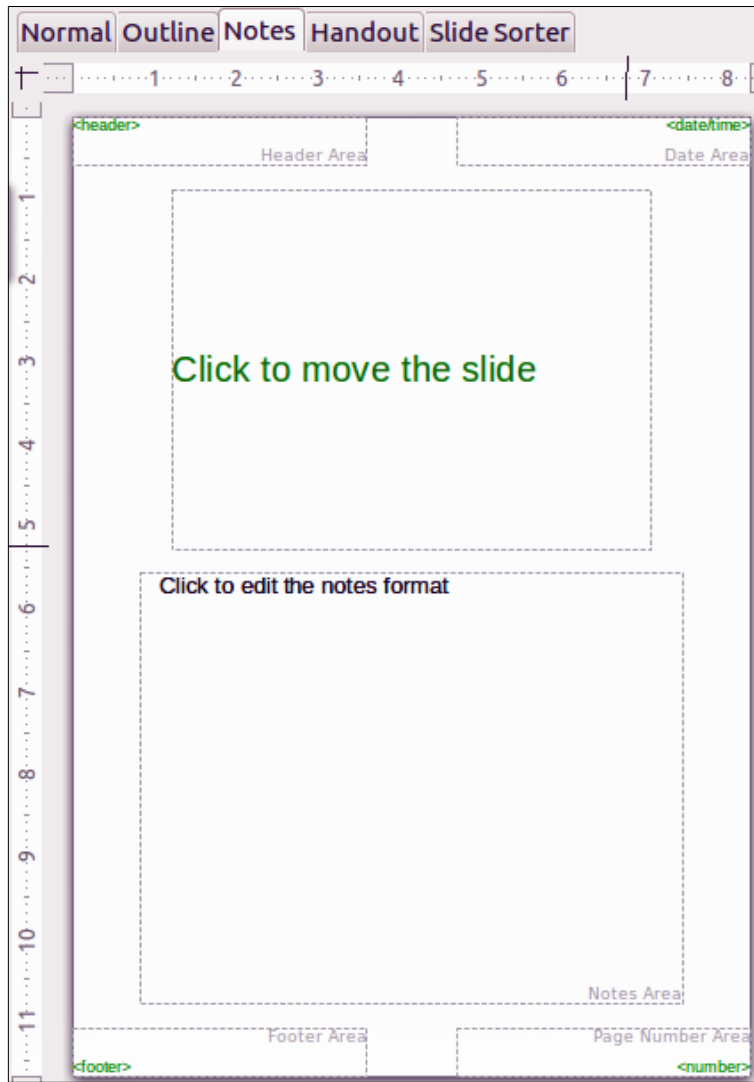 Normal Outline Notes Handout Slide Sorter
1 2 3 4 5 6 7 8
<header> <date/time>
Header Area Date Area
1
2
3
Click to move the slide
4
5
Click to edit the notes format
6
7
8
9
10
Notes Area
11
Footer Area Page Number Area
<footer> <number>